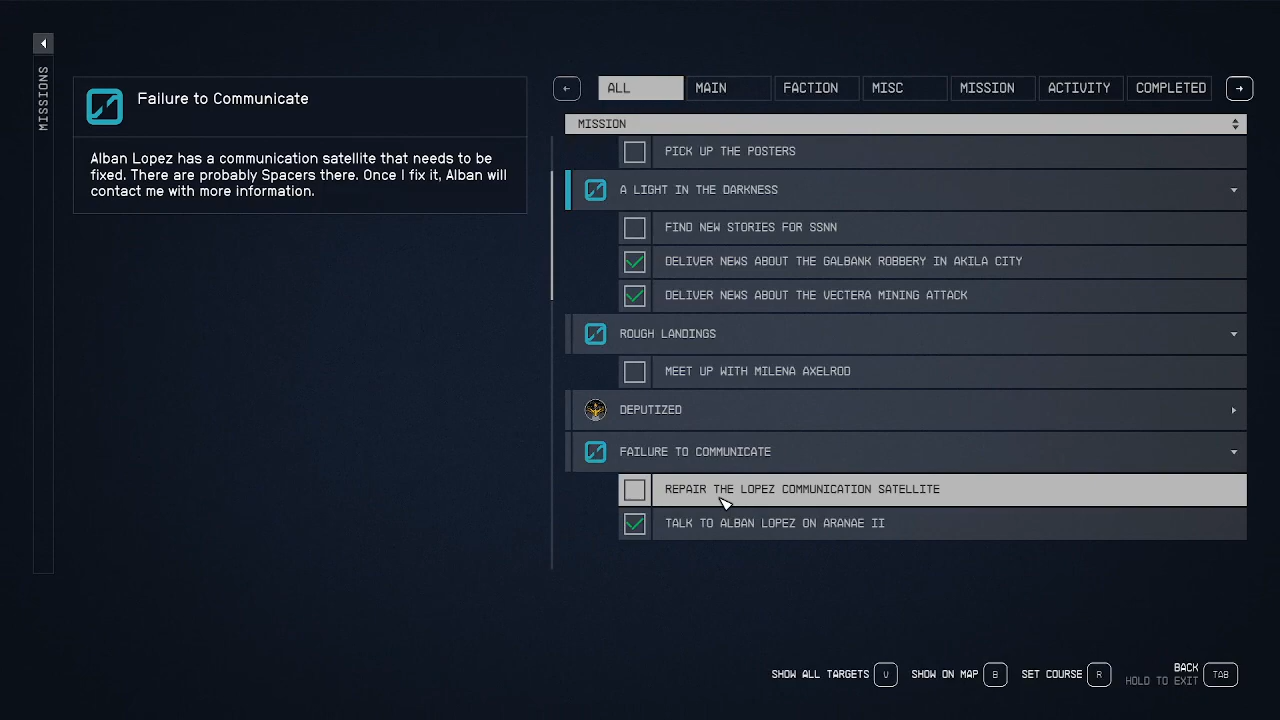 MISSIONS
Failure to Communicate
Alban Lopez has a communication satellite that needs to be
fixed. There are probably Spacers there. Once I fix it, Alban will
contact me with more information.
ALL
MAIN
FACTION
MISC
MISSION
ACTIVITY
COMPLETED
MISSION
PICK UP THE POSTERS
A LIGHT IN THE DARKNESS
FIND NEW STORIES FOR SSNN
DELIVER NEWS ABOUT THE GALBANK ROBBERY IN AKILA CITY
DELIVER NEWS ABOUT THE VECTERA MINING ATTACK
ROUGH LANDINGS
MEET UP WITH MILENA AXELROD
DEPUTIZED
FAILURE TO COMMUNICATE
REPAIR THE LOPEZ COMMUNICATION SATELLITE
TALK TO ALBAN LOPEZ ON ARANAE II
SHOW ALL TARGETS V
SHOW ON MAP B
SET COURSE R
BACK
HOLD TO EXIT TAB